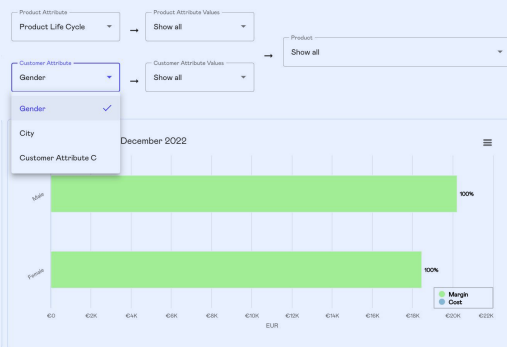 Product Attribute
Product Life Cycle
Product Attribute Values
Show all
Product
Show all
Customer Attribute
Gender
Customer Attribute Values
Show all
Gender
City
Customer Attribute C
December 2022
Male
100%
Female
100%
Margin
Cost
€0 €2K €4K €6K €8K €10K €12K €14K €16K €18K €20K €22K
EUR